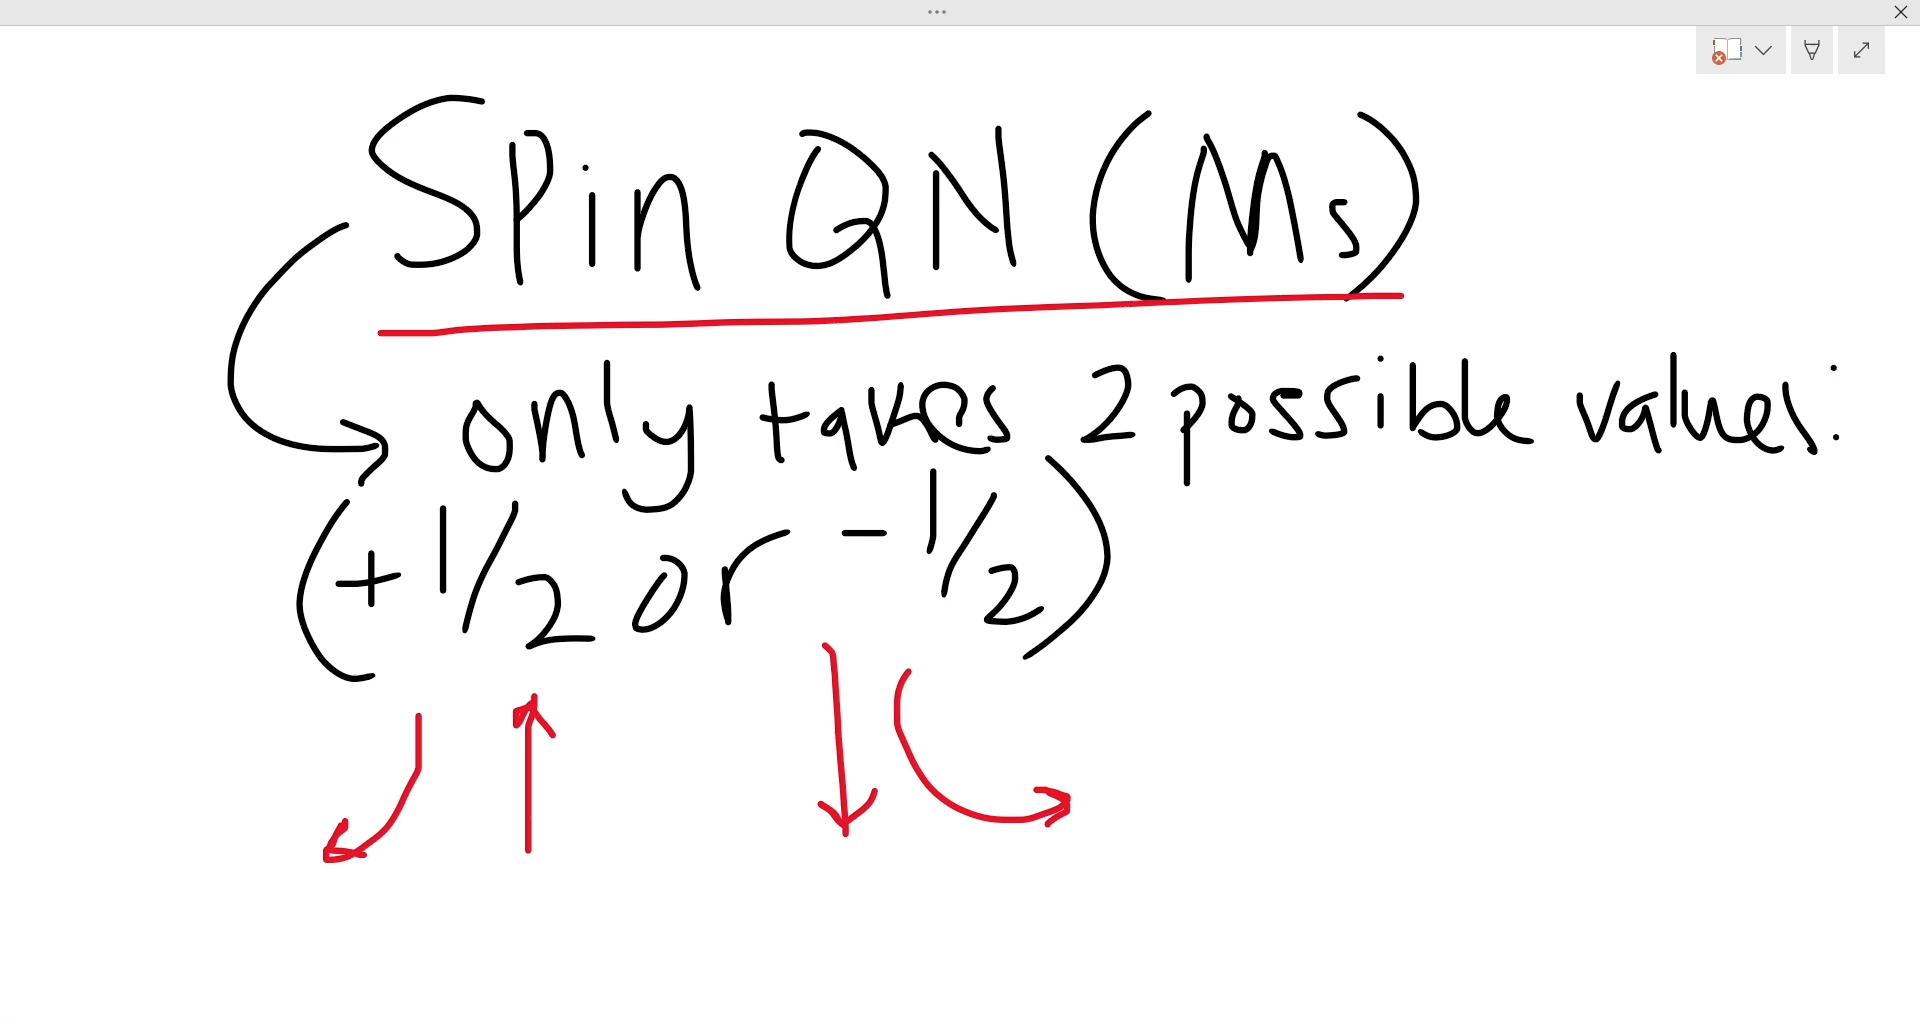 SPin QN (Ms)
only takes 2 possible values:
(+1/2 or -1/2)